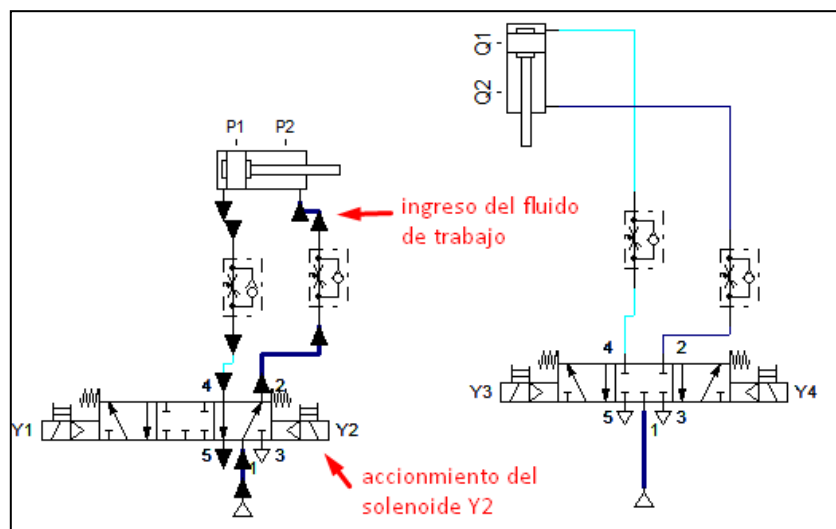 Q1
Q2
P1 P2
ingreso del fluido
de trabajo
4 2
Y3 Y4
5 1 3
4 2
Y1 Y2
5 1 3
accionmiento del
solenoide Y2